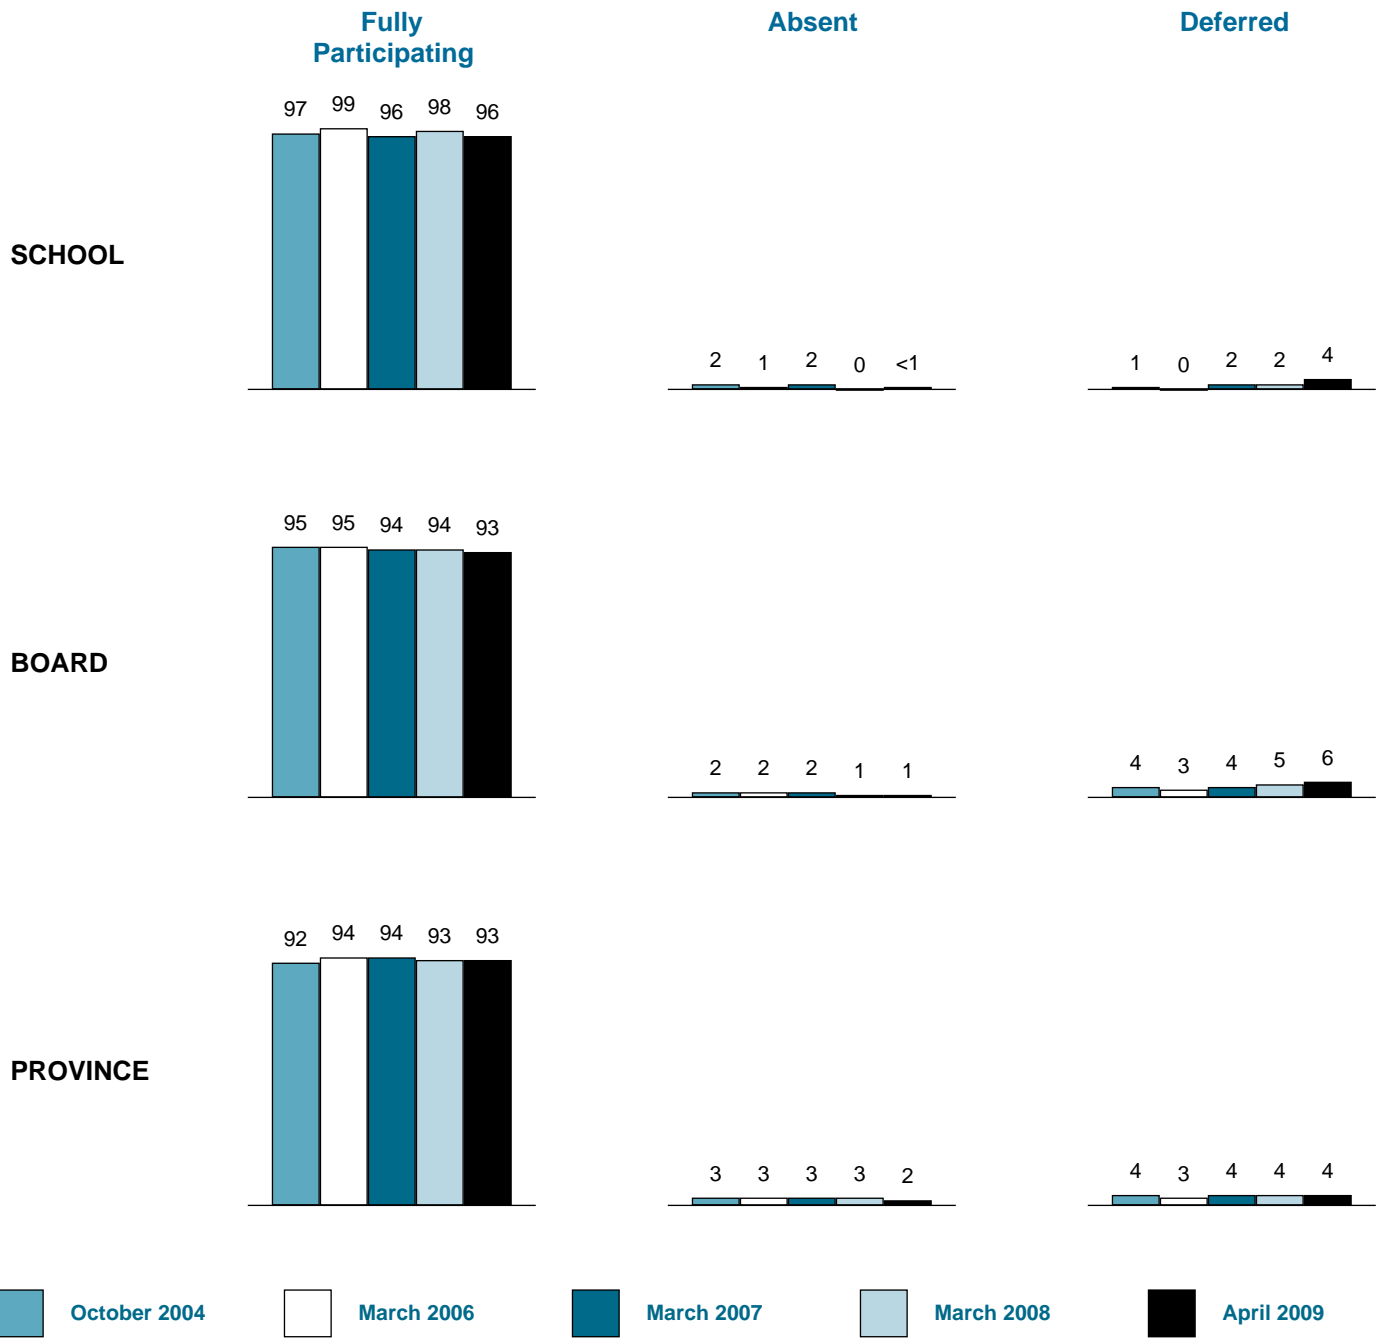 Fully
Participating
Absent
Deferred
97 99 96 98 96
SCHOOL
2 1 2 0 <1
1 0 2 2 4
95 95 94 94 93
BOARD
2 2 2 1 1
4 3 4 5 6
92 94 94 93 93
PROVINCE
3 3 3 3 2
4 3 4 4 4
October 2004
March 2006
March 2007
March 2008
April 2009